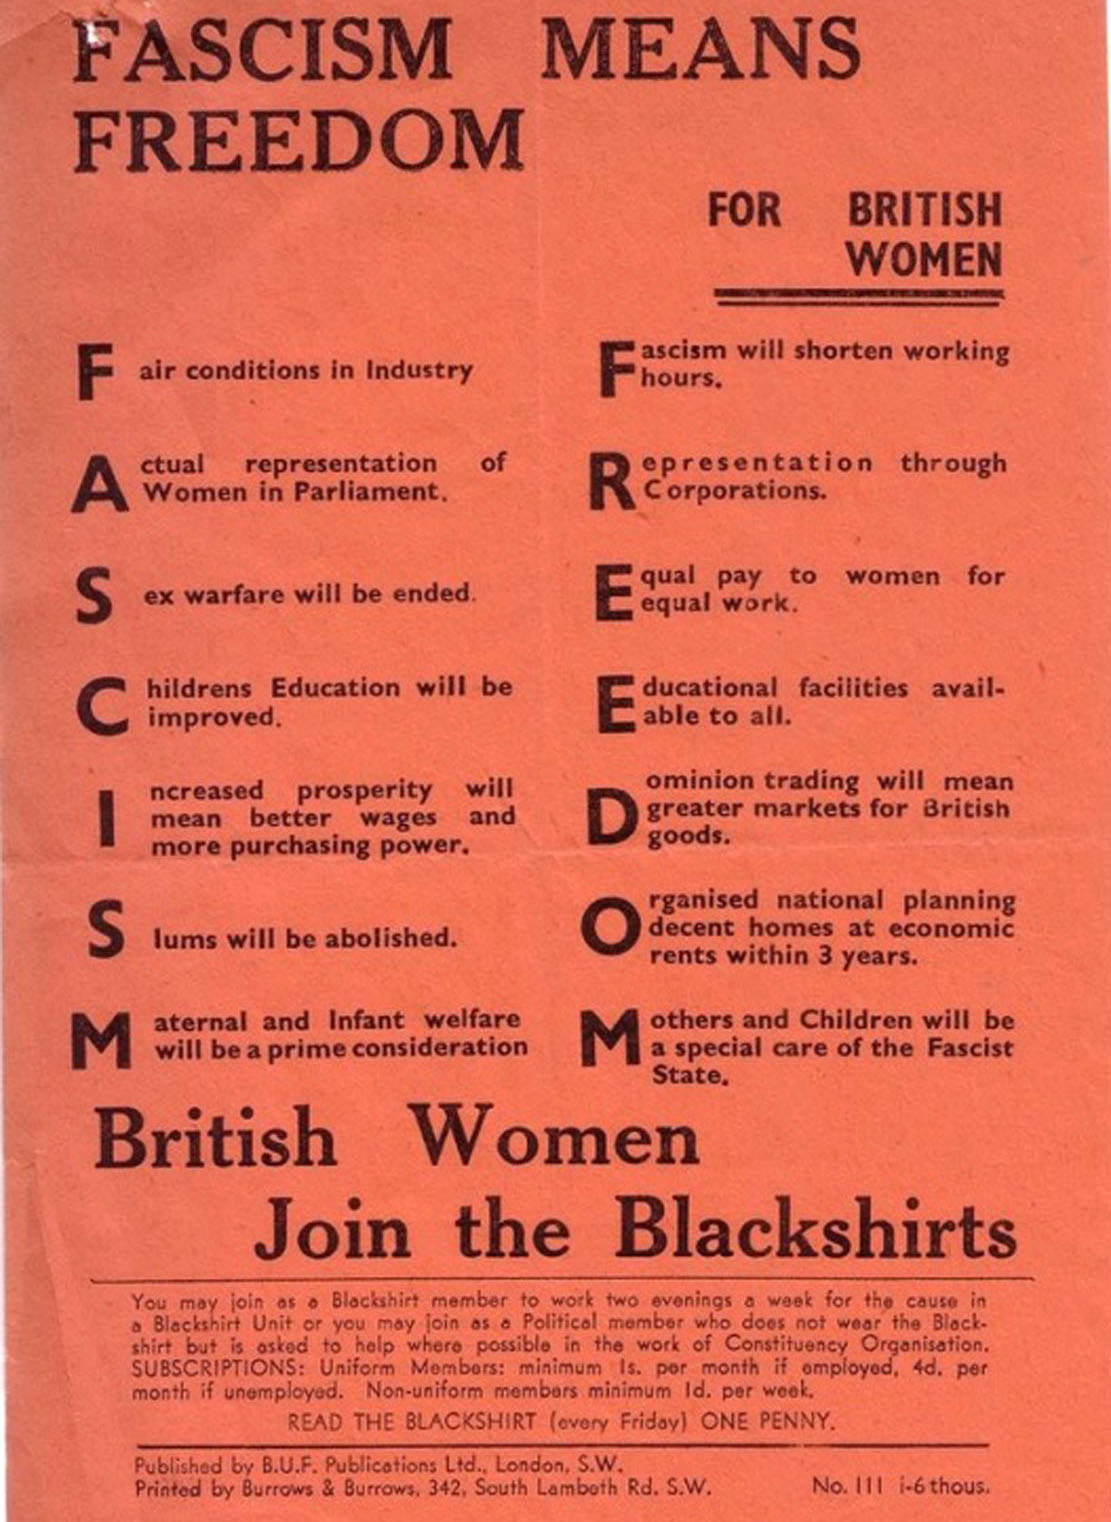 FASCISM MEANS
FREEDOM
FOR BRITISH
WOMEN
Fair conditions in Industry
Actual representation of
Women in Parliament.
Sex warfare will be ended.
Childrens Education will be
improved.
Increased prosperity will
mean better wages and
more purchasing power.
Slums will be abolished.
Maternal and Infant welfare
will be a prime consideration
Fascism will shorten working
hours.
Representation through
Corporations.
Equal pay to women for
equal work.
Educational facilities avail-
able to all.
Dominion trading will mean
greater markets for British
goods.
Organised national planning
decent homes at economic
rents within 3 years.
Mothers and Children will be
a special care of the Fascist
State.
British Women
Join the Blackshirts
You may join as a Blackshirt member to work two evenings a week for the cause in
a Blackshirt Unit or you may join as a Political member who does not wear the Black-
shirt but is asked to help where possible in the work of Constituency Organisation.
SUBSCRIPTIONS: Uniform Members: minimum 1s. per month if employed, 4d. per
month if unemployed. Non-uniform members minimum 1d. per week.
READ THE BLACKSHIRT (every Friday) ONE PENNY.
Published by B.U.F. Publications Ltd., London, S.W.
Printed by Burrows & Burrows, 342, South Lambeth Rd. S.W. No. 111 i-6 thous.